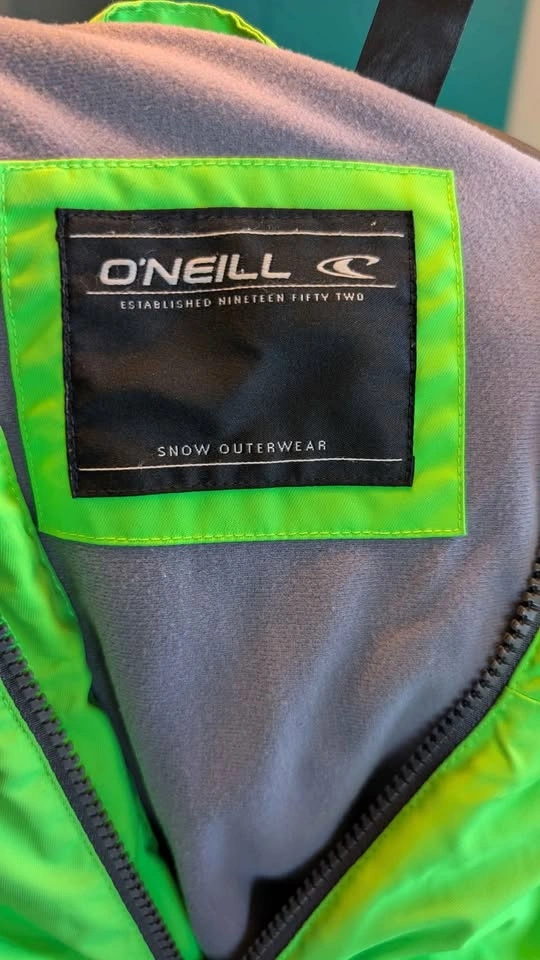 O'NEILL
ESTABLISHED NINETEEN FIFTY TWO
SNOW OUTERWEAR